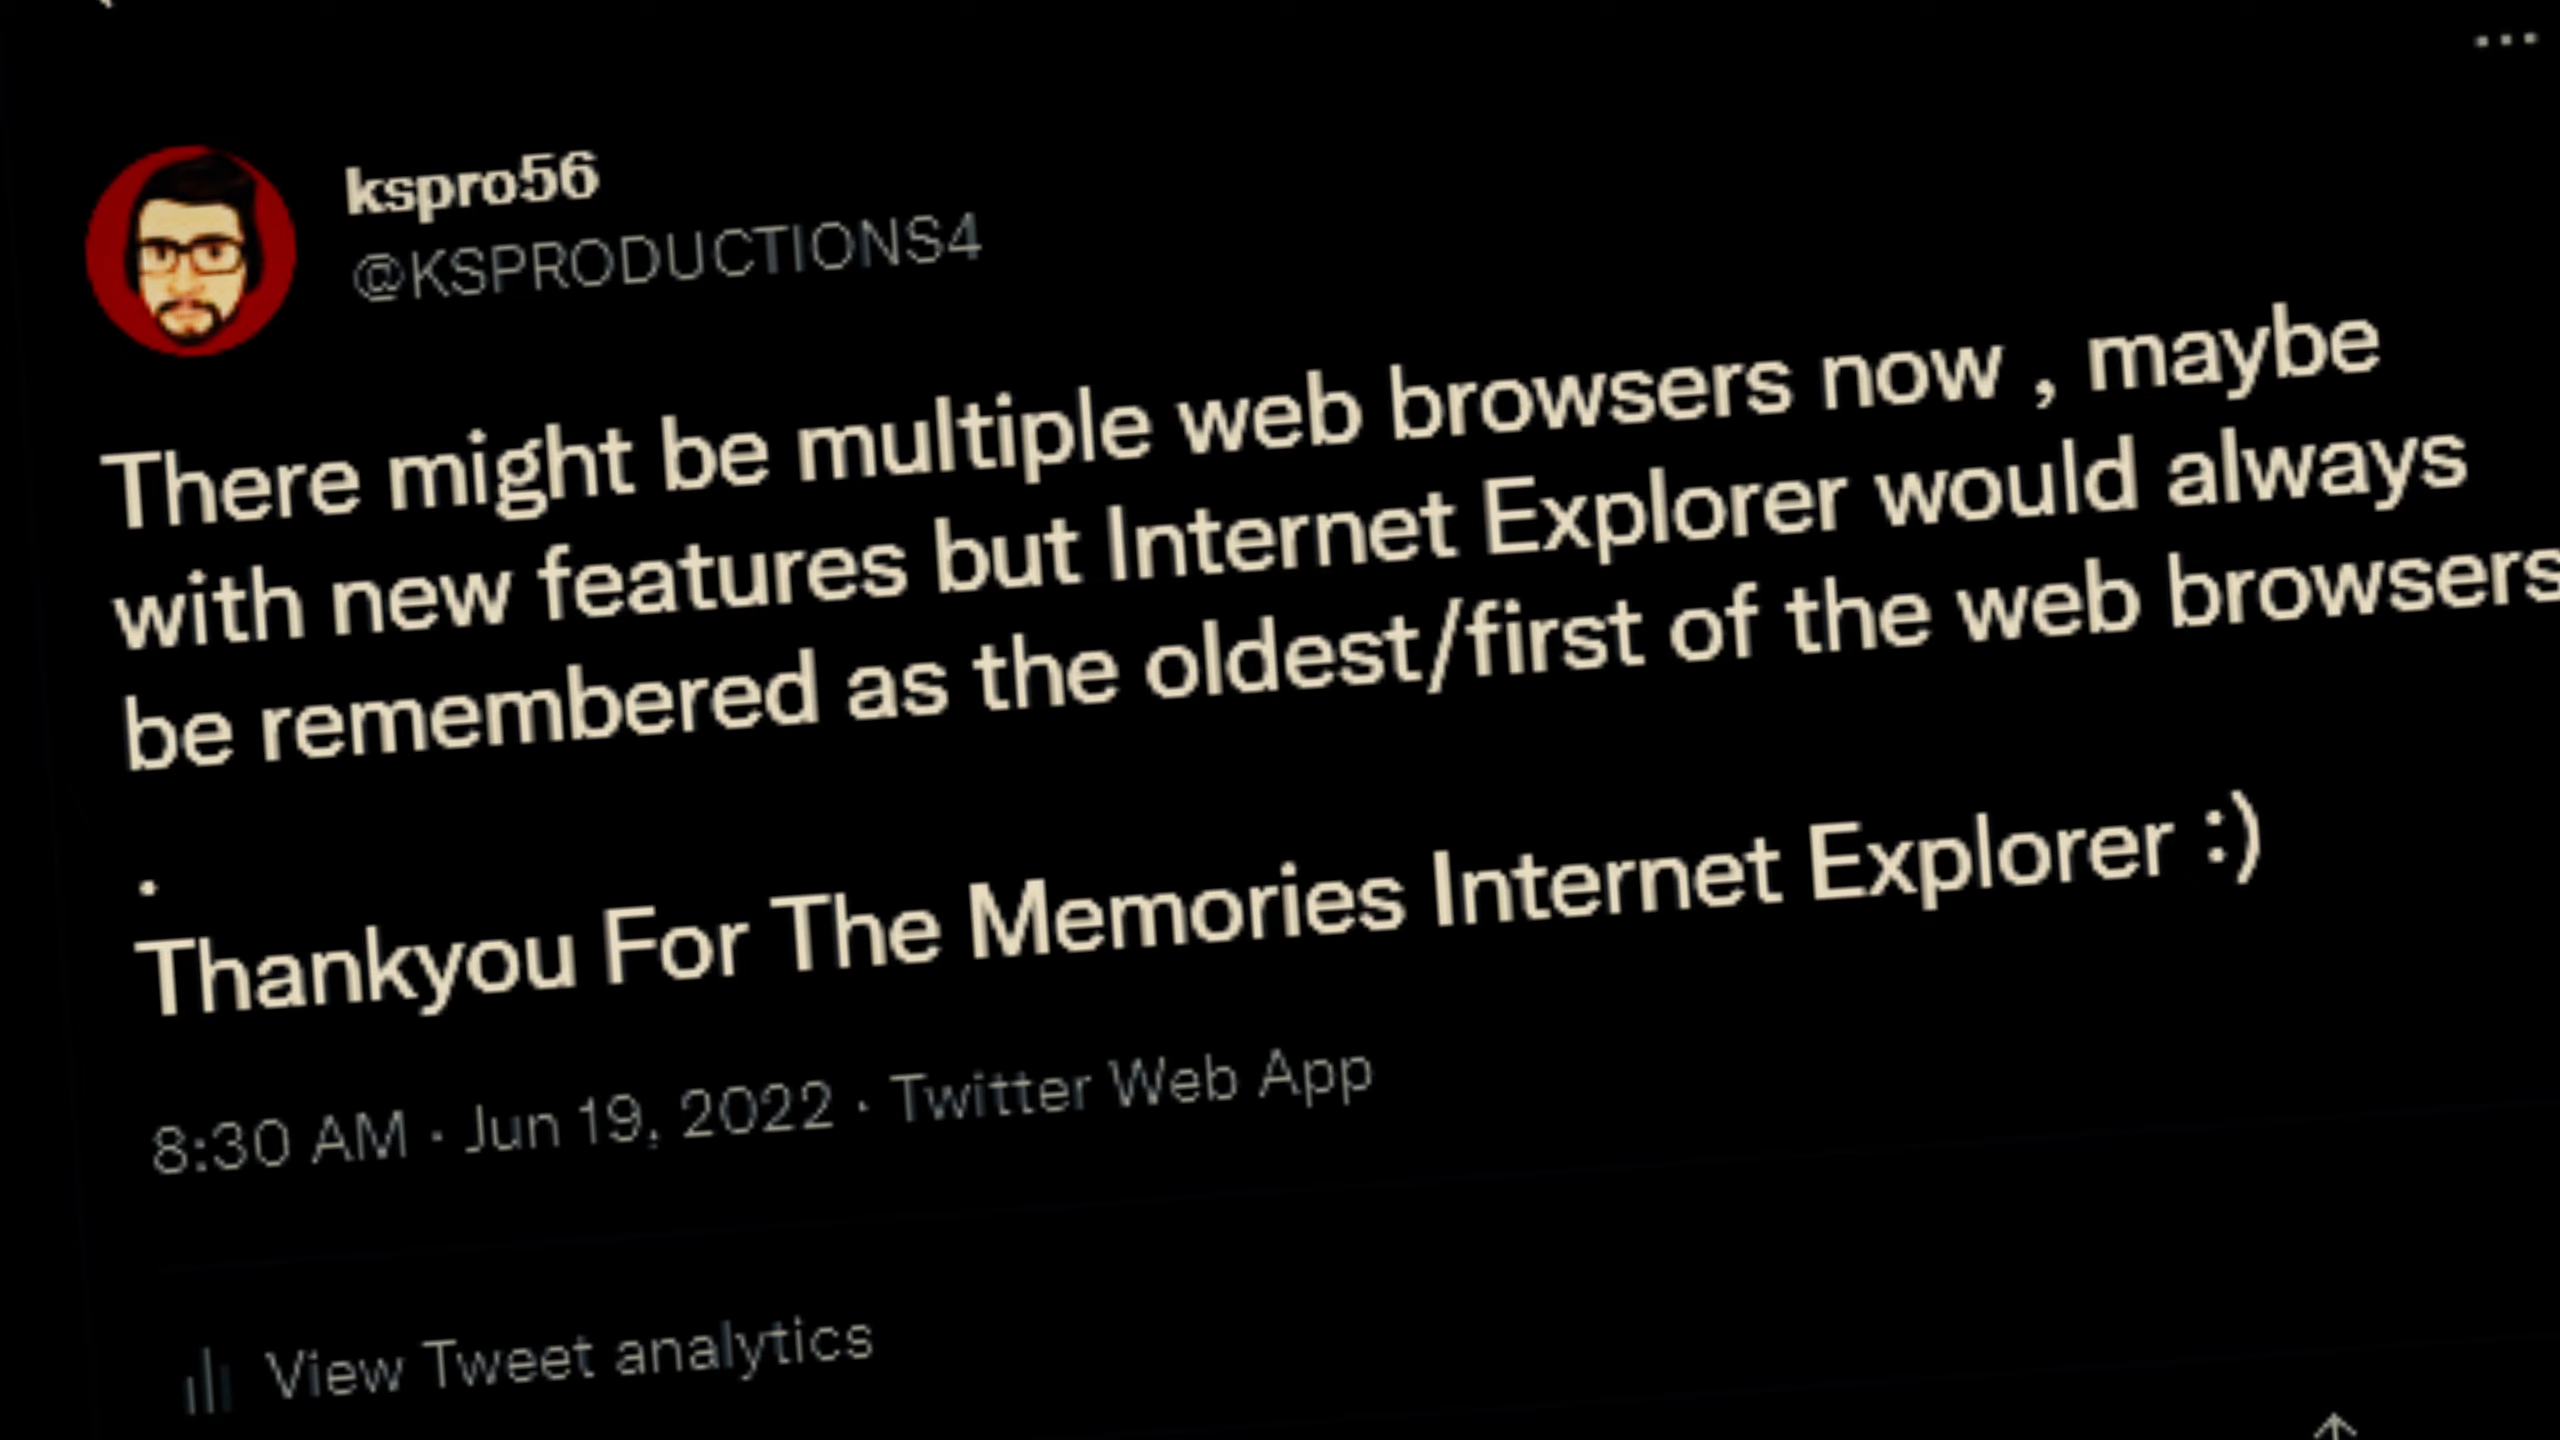 ...
kspro56
@KSPRODUCTIONS4
There might be multiple web browsers now , maybe
with new features but Internet Explorer would always
be remembered as the oldest/first of the web browsers
.
Thankyou For The Memories Internet Explorer :)
8:30 AM · Jun 19, 2022 · Twitter Web App
View Tweet analytics